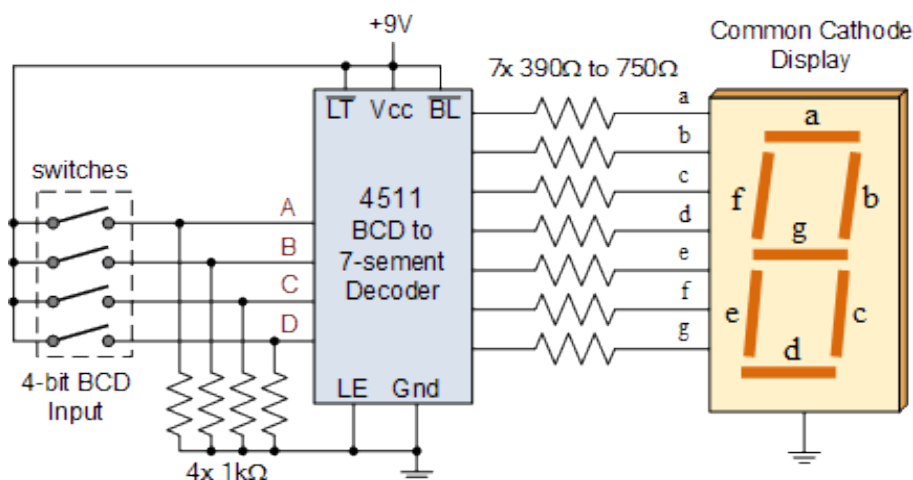 +9V
Common Cathode
Display
7x 390Ω to 750Ω
LT Vcc BL
switches
A
B
C
D
4511
BCD to
7-sement
Decoder
4-bit BCD
Input
LE Gnd
4x 1kΩ
a
b
c
d
e
f
g
a
f
b
g
e
c
d